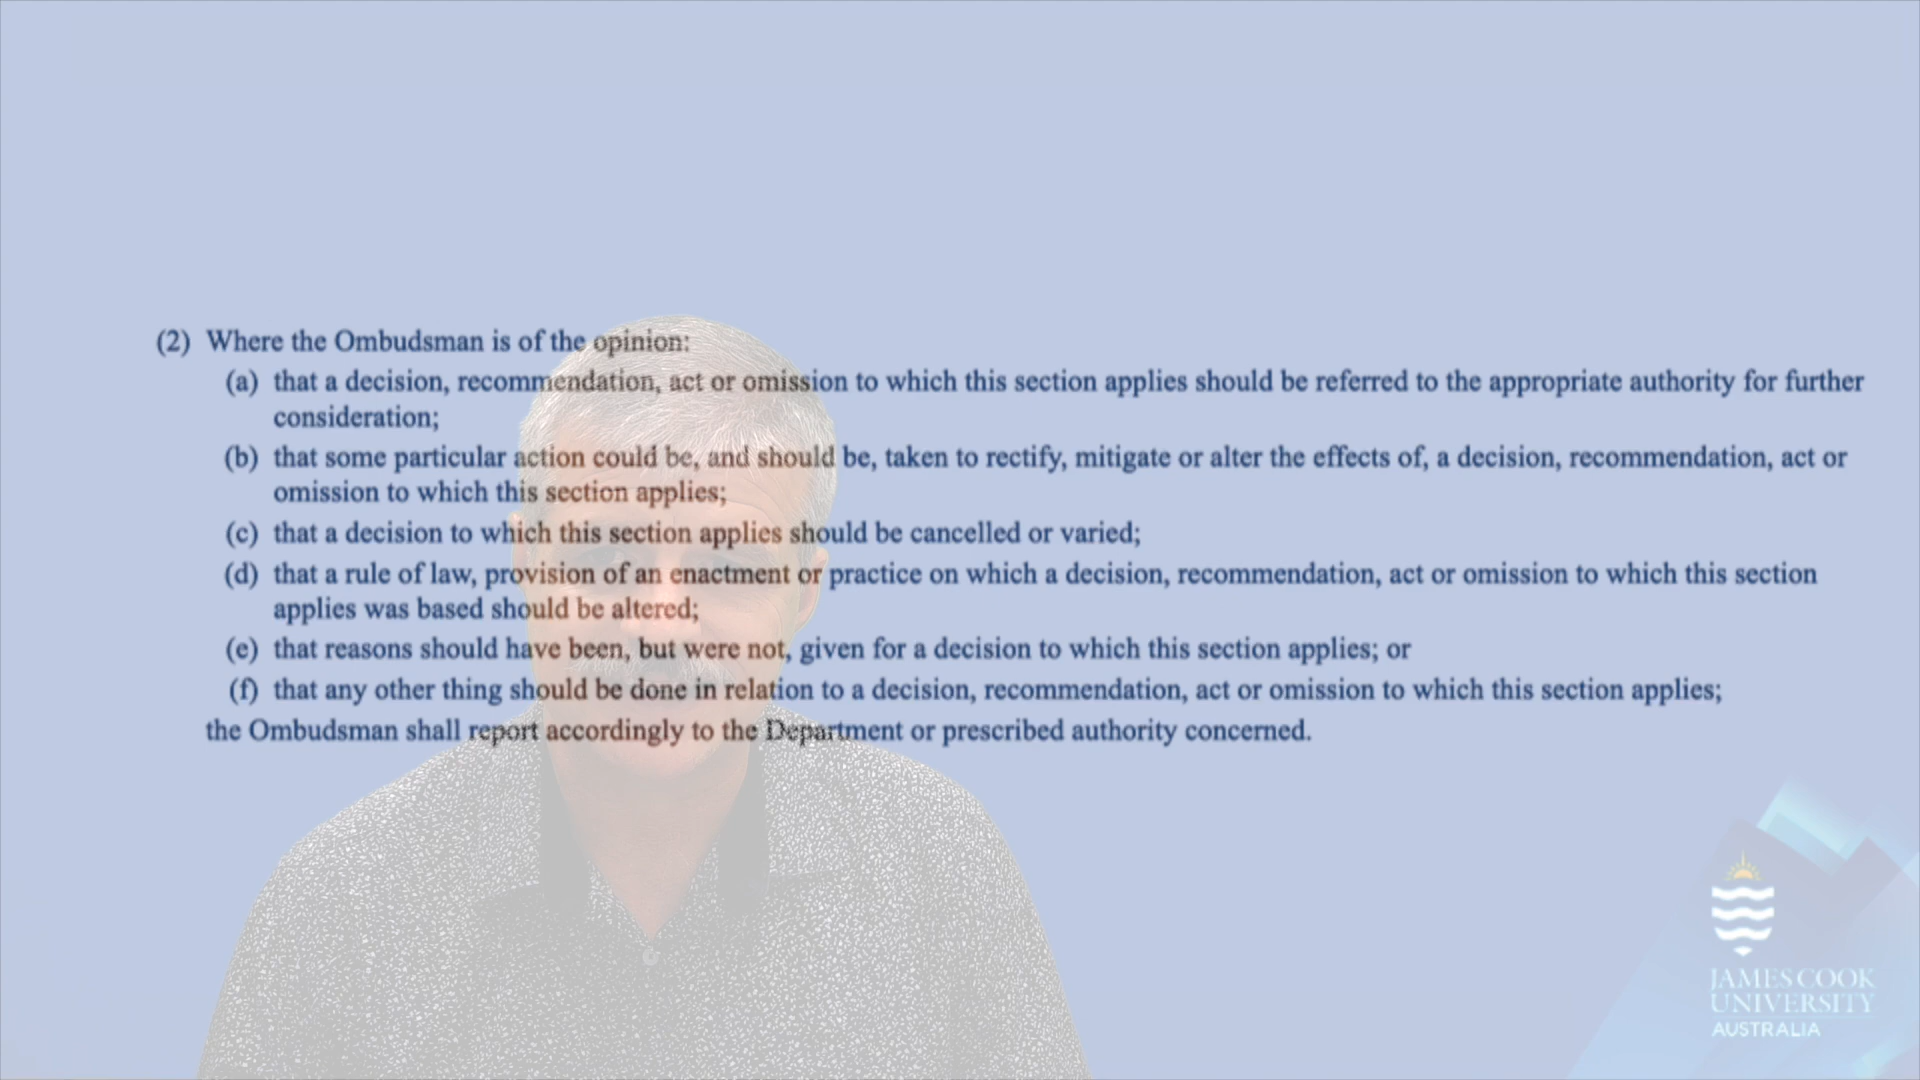 (2) Where the Ombudsman is of the opinion:
(a) that a decision, recommendation, act or omission to which this section applies should be referred to the appropriate authority for further
consideration;
(b) that some particular action could be, and should be, taken to rectify, mitigate or alter the effects of, a decision, recommendation, act or
omission to which this section applies;
(c) that a decision to which this section applies should be cancelled or varied;
(d) that a rule of law, provision of an enactment or practice on which a decision, recommendation, act or omission to which this section
applies was based should be altered;
(e) that reasons should have been, but were not, given for a decision to which this section applies; or
(f) that any other thing should be done in relation to a decision, recommendation, act or omission to which this section applies;
the Ombudsman shall report accordingly to the Department or prescribed authority concerned.
JAMES COOK
UNIVERSITY
AUSTRALIA